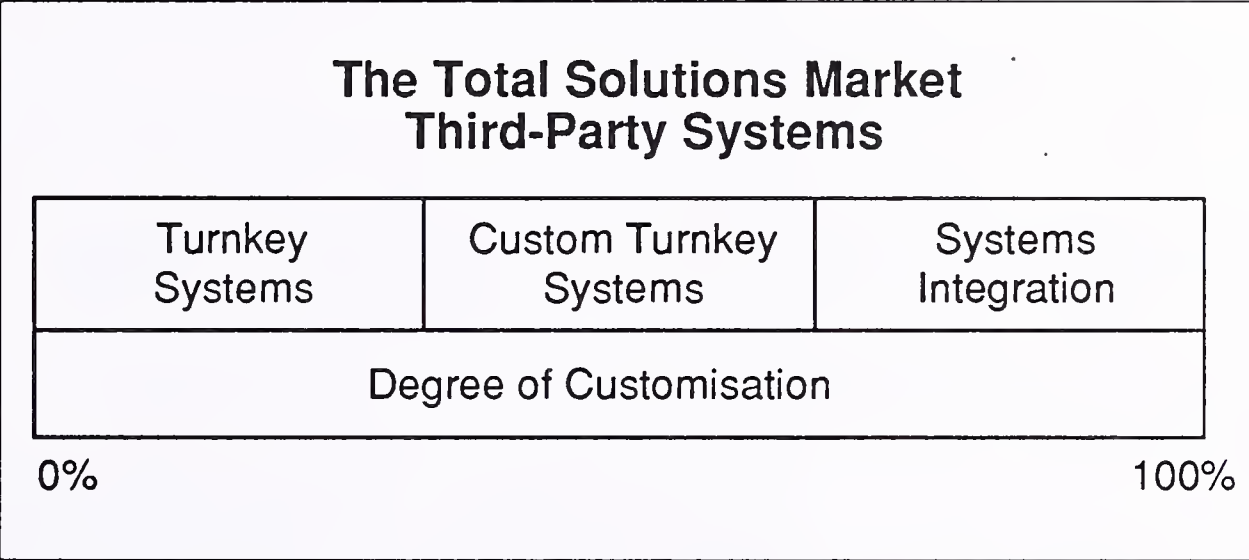 The Total Solutions Market
Third-Party Systems
Turnkey
Systems
Custom Turnkey
Systems
Systems
Integration
Degree of Customisation
0%
100%